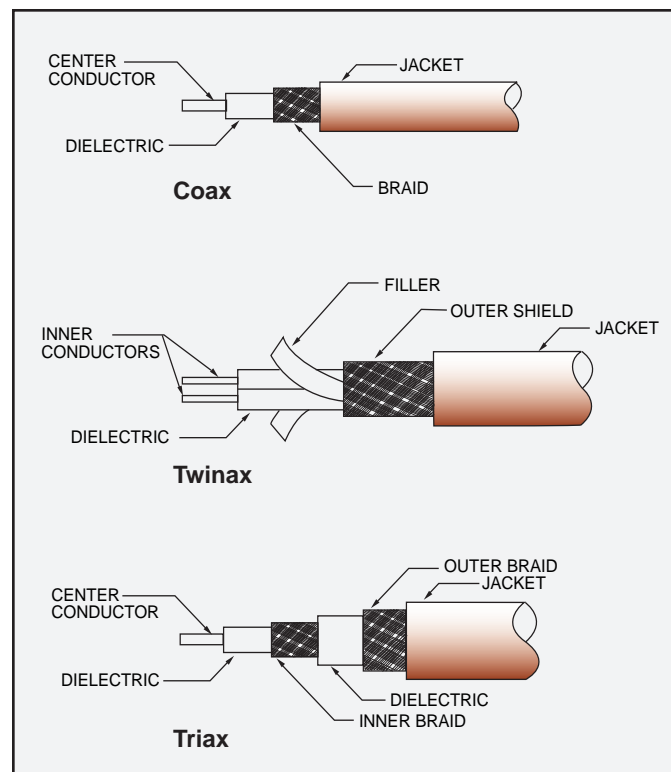 CENTER
CONDUCTOR
JACKET
DIELECTRIC
BRAID
Coax
FILLER
OUTER SHIELD
JACKET
INNER
CONDUCTORS
DIELECTRIC
Twinax
OUTER BRAID
JACKET
CENTER
CONDUCTOR
DIELECTRIC
DIELECTRIC
INNER BRAID
Triax